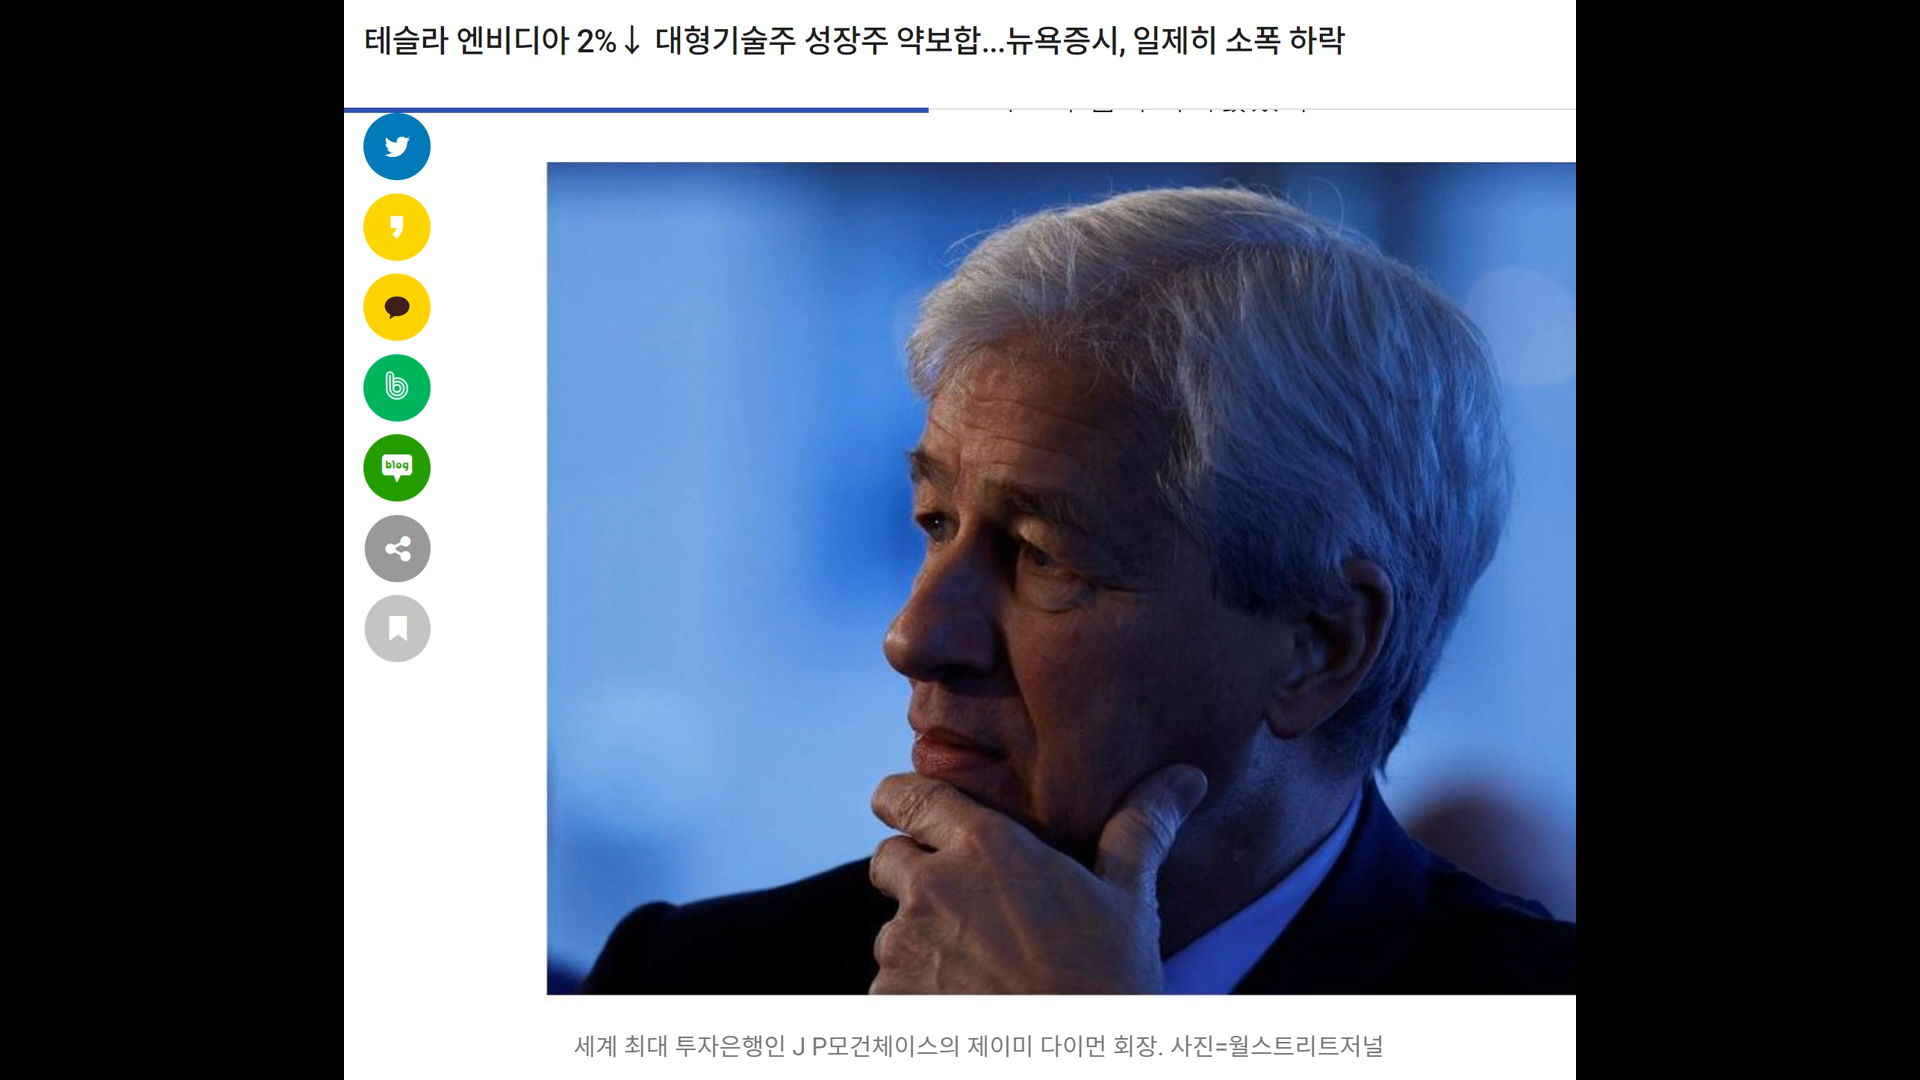 테슬라 엔비디아 2%↓ 대형기술주 성장주 약보합...뉴욕증시, 일제히 소폭 하락
blog
세계 최대 투자은행인 J P모건체이스의 제이미 다이먼 회장. 사진=월스트리트저널